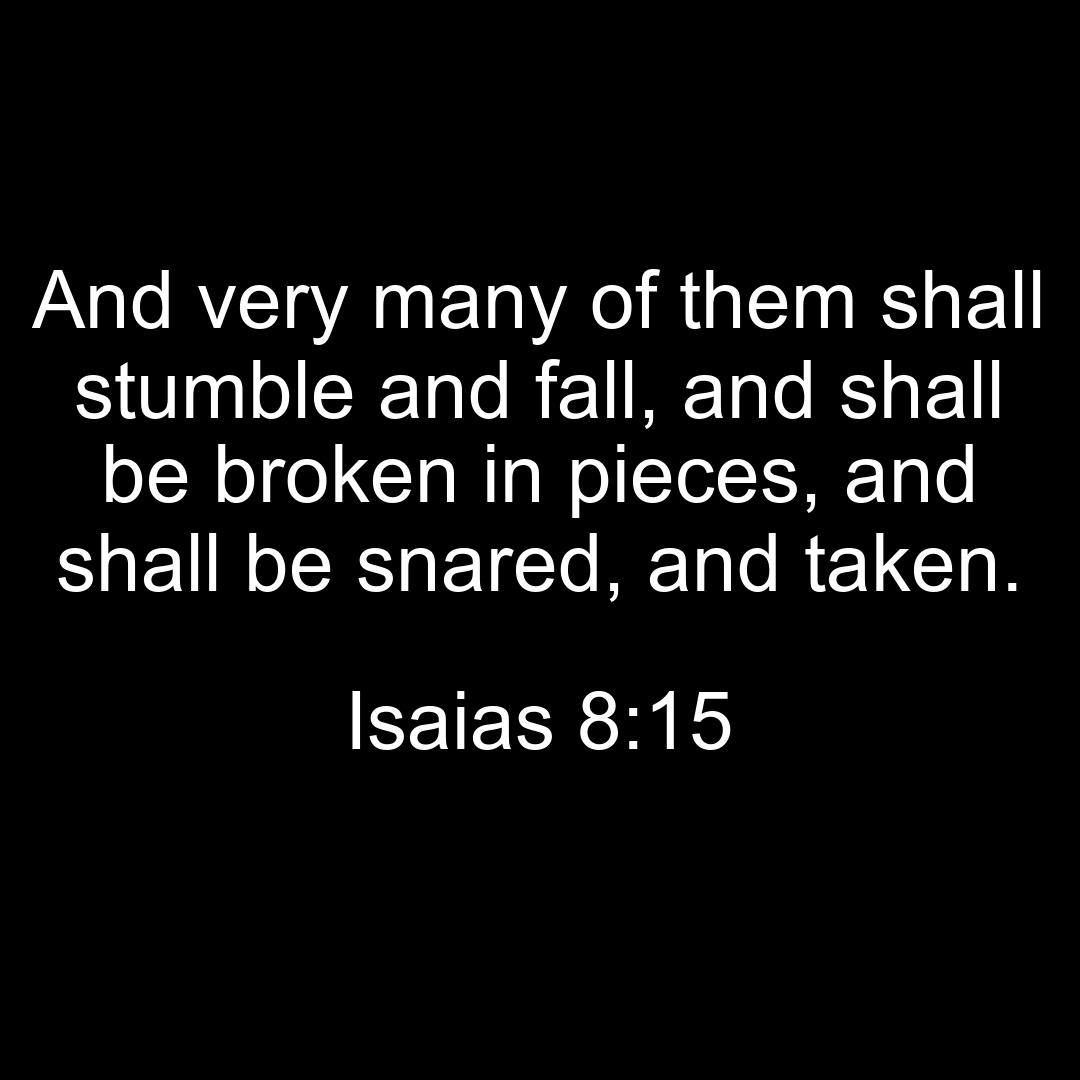 And very many of them shall
stumble and fall, and shall
be broken in pieces, and
shall be snared, and taken.
Isaias 8:15